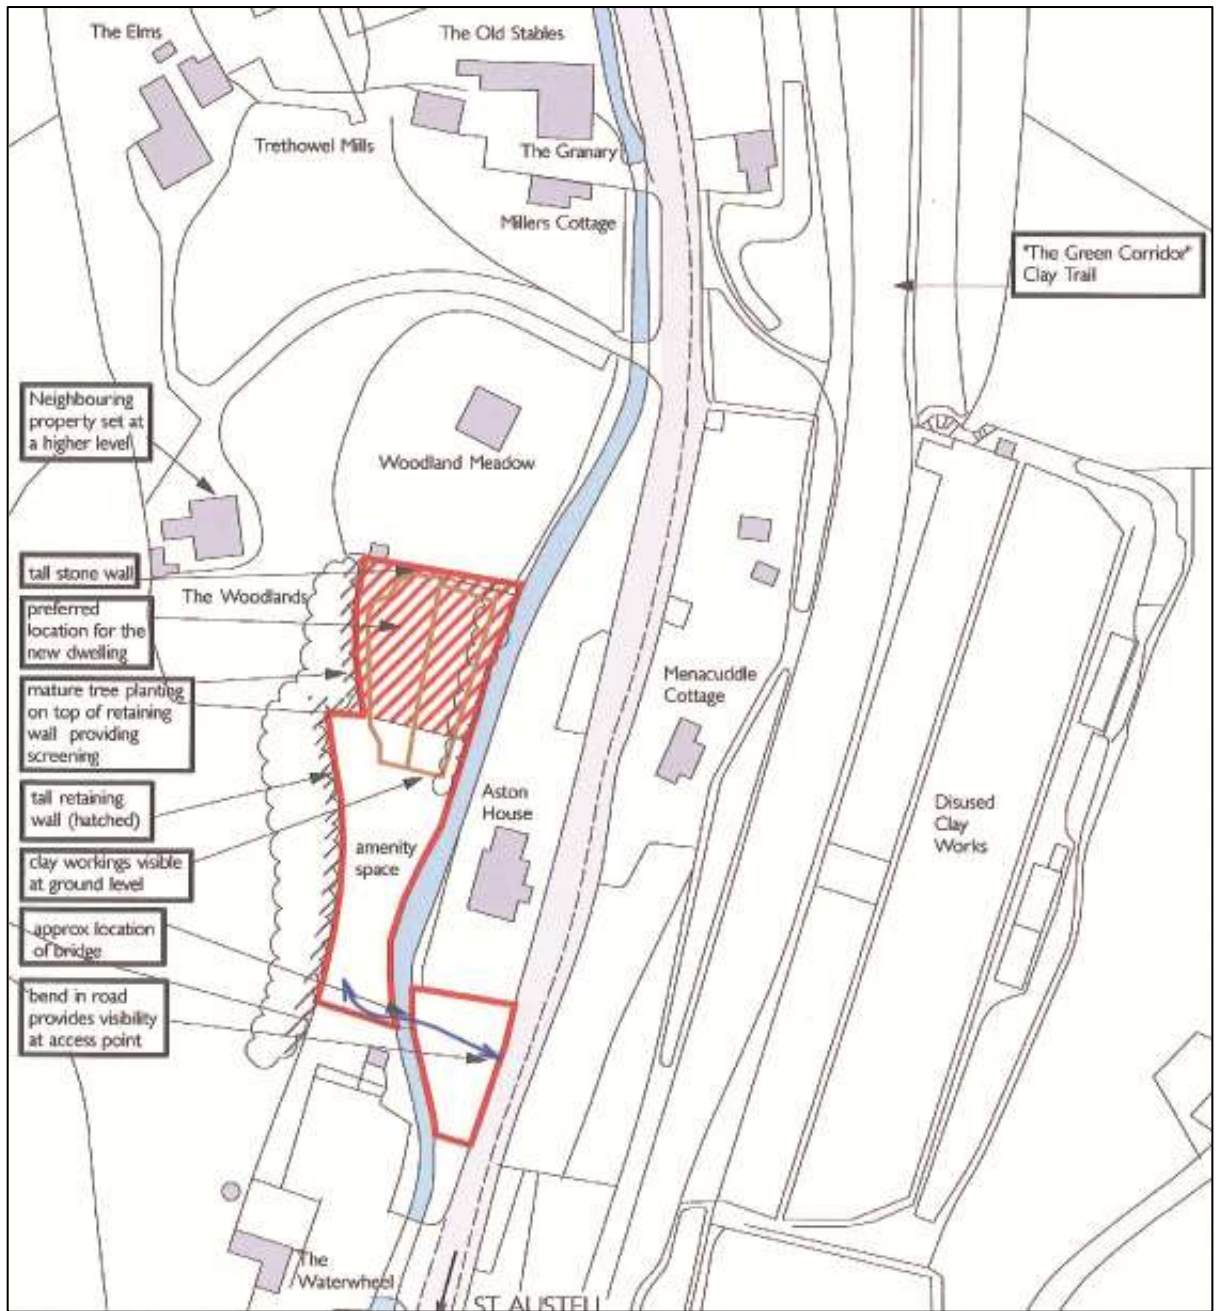 The Elms
The Old Stables
Trethowel Mills
The Granary
Millers Cottage
"The Green Corridor"
Clay Trail
Neighbouring
property set at
a higher level
Woodland Meadow
tall stone wall
The Woodlands
preferred
location for the
new dwelling
mature tree planting
on top of retaining
wall providing
screening
Menacuddle
Cottage
tall retaining
wall (hatched)
Aston
House
Disused
Clay
Works
amenity
space
clay workings visible
at ground level
approx location
of bridge
bend in road
provides visibility
at access point
The
Waterwheel
ST AUSTELL